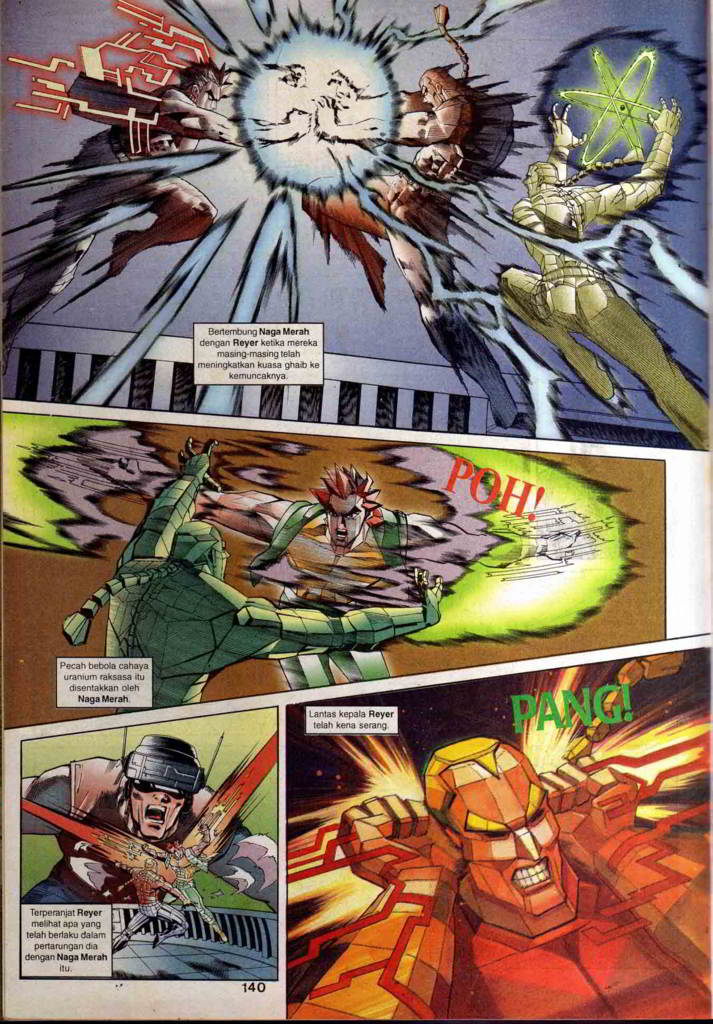 Bertembung Naga Merah
dengan Reyer ketika mereka
masing-masing telah
meningkatkan kuasa ghaib ke
kemuncaknya.
POH!
Pecah bebola cahaya
uranium raksasa itu
disentakkan oleh
Naga Merah.
Lantas kepala Reyer
telah kena serang.
PANG!
Terperanjat Reyer
melihat apa yang
telah berlaku dalam
pertarungan dia
dengan Naga Merah
itu.
140